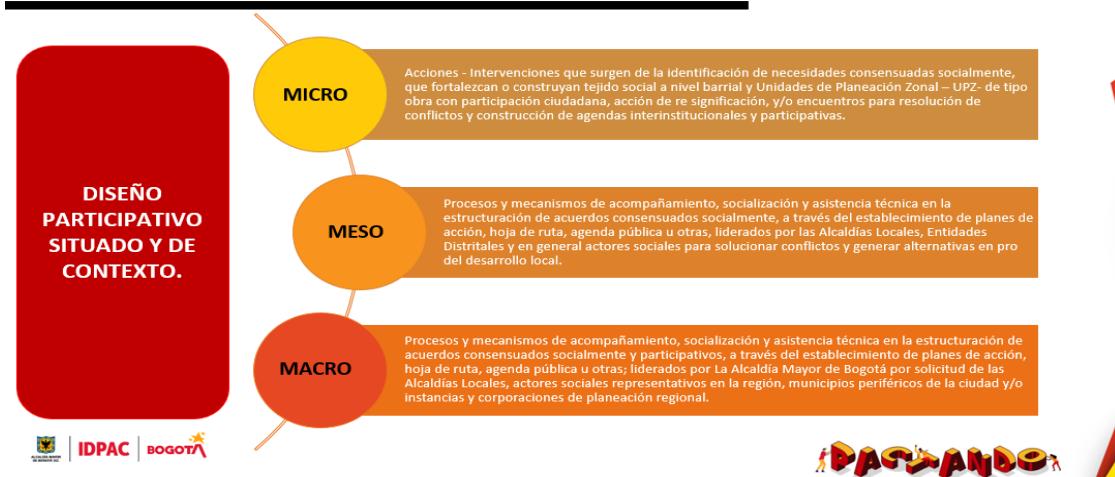 DISEÑO
PARTICIPATIVO
SITUADO Y DE
CONTEXTO.
MICRO
Acciones - Intervenciones que surgen de la identificación de necesidades consensuadas socialmente,
que fortalezcan o construyan tejido social a nivel barrial y Unidades de Planeación Zonal – UPZ- de tipo
obra con participación ciudadana, acción de re significación, y/o encuentros para resolución de
conflictos y construcción de agendas interinstitucionales y participativas.
MESO
Procesos y mecanismos de acompañamiento, socialización y asistencia técnica en la
estructuración de acuerdos consensuados socialmente, a través del establecimiento de planes de
acción, hoja de ruta, agenda pública u otras, liderados por las Alcaldías Locales, Entidades
Distritales y en general actores sociales para solucionar conflictos y generar alternativas en pro
del desarrollo local.
MACRO
Procesos y mecanismos de acompañamiento, socialización y asistencia técnica en la estructuración de
acuerdos consensuados socialmente y participativos, a través del establecimiento de planes de acción,
hoja de ruta, agenda pública u otras; liderados por La Alcaldía Mayor de Bogotá por solicitud de las
Alcaldías Locales, actores sociales representativos en la región, municipios periféricos de la ciudad y/o
instancias y corporaciones de planeación regional.
ALCALDÍA MAYOR
DE BOGOTÁ D.C.
IDPAC
BOGOTÁ
PACTANDO